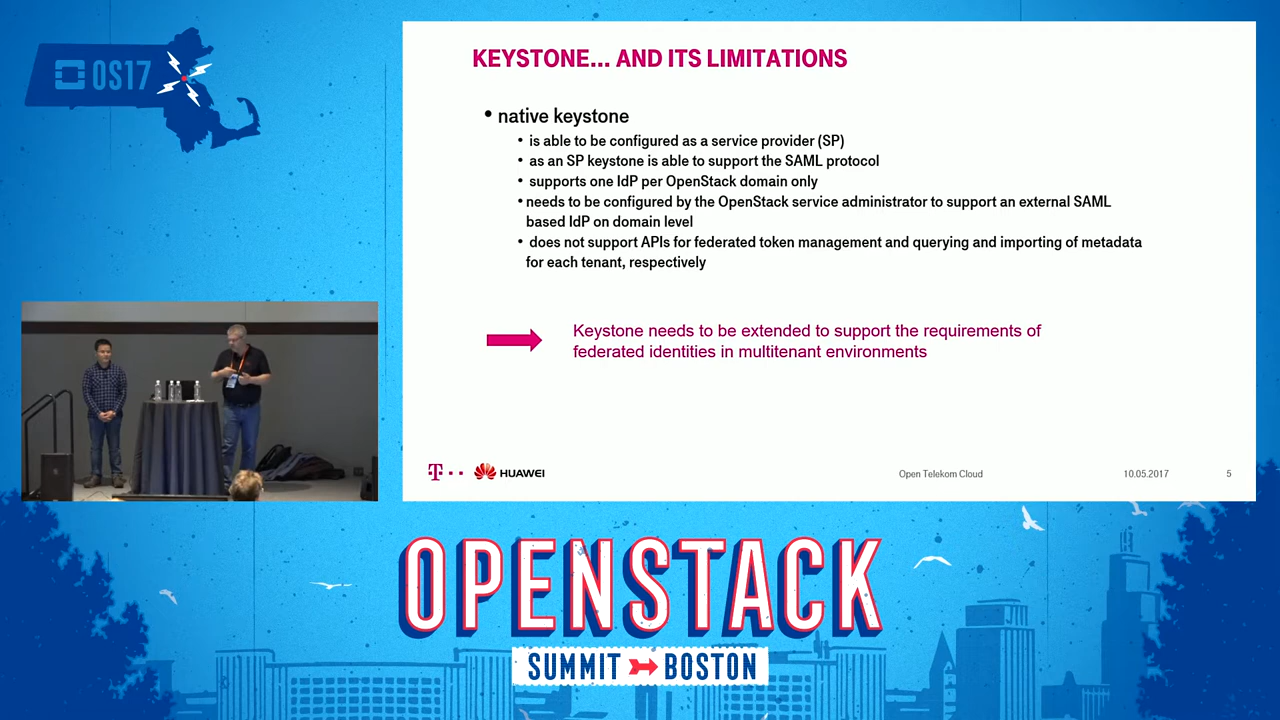 OS17
KEYSTONE... AND ITS LIMITATIONS
• native keystone
• is able to be configured as a service provider (SP)
• as an SP keystone is able to support the SAML protocol
• supports one IdP per OpenStack domain only
• needs to be configured by the OpenStack service administrator to support an external SAML
based IdP on domain level
• does not support APIs for federated token management and querying and importing of metadata
for each tenant, respectively
Keystone needs to be extended to support the requirements of
federated identities in multitenant environments
T
HUAWEI
Open Telekom Cloud
10.05.2017
5
OPENSTACK
SUMMIT BOSTON